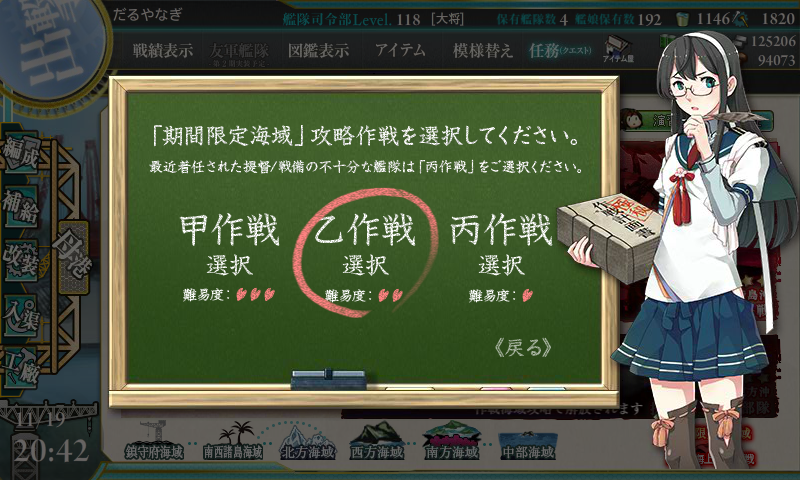 だるやなぎ
艦隊司令部Level. 118 [大将]
保有艦隊数 4 艦娘保有数 192
1146 1820
125206
94073
戦績表示 友軍艦隊 図鑑表示 アイテム 模様替え 任務(クエスト) アイテム屋
「期間限定海域」攻略作戦を選択してください。
最近着任された提督/戦備の不十分な艦隊は「丙作戦」をご選択ください。
甲作戦 乙作戦 丙作戦
選択 選択 選択
難易度: 難易度: 難易度:
《戻る》
編成
補給
改装
入渠
工廠
母港
出撃
11/19
20:42
鎮守府海域 南西諸島海域 北方海域 西方海域 南方海域 中部海域